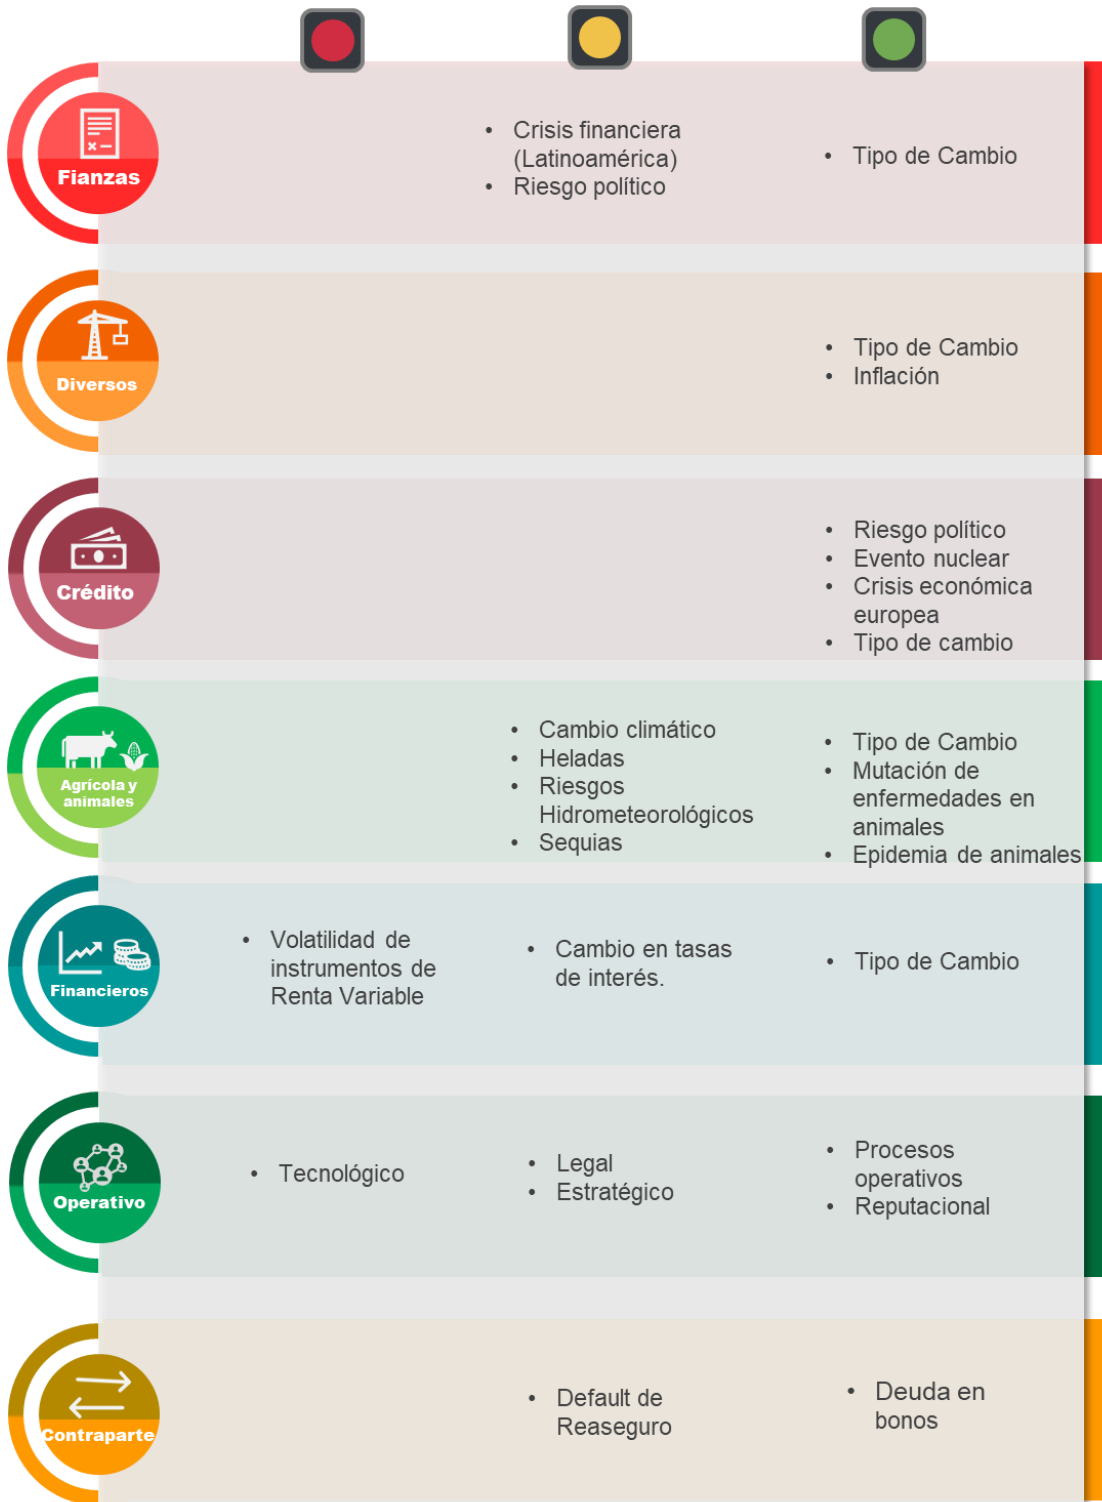 Fianzas
• Crisis financiera
(Latinoamérica)
• Riesgo político
• Tipo de Cambio
Diversos
• Tipo de Cambio
• Inflación
Crédito
• Riesgo político
• Evento nuclear
• Crisis económica
europea
• Tipo de cambio
Agrícola y
animales
• Cambio climático
• Heladas
• Riesgos
Hidrometeorológicos
• Sequias
• Tipo de Cambio
• Mutación de
enfermedades en
animales
• Epidemia de animales
Financieros
• Volatilidad de
instrumentos de
Renta Variable
• Cambio en tasas
de interés.
• Tipo de Cambio
Operativo
• Tecnológico
• Legal
• Estratégico
• Procesos
operativos
• Reputacional
Contraparte
• Default de
Reaseguro
• Deuda en
bonos